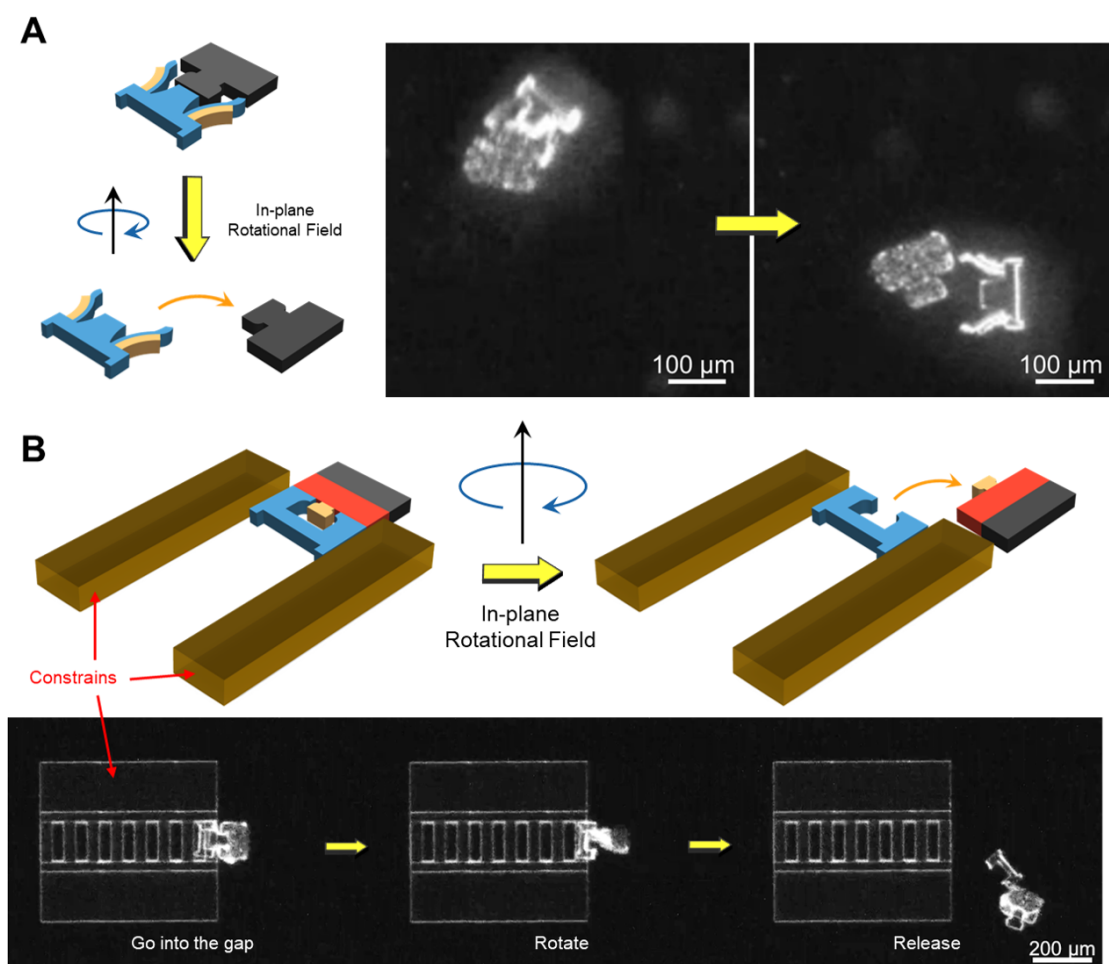 A
In-plane
Rotational Field
100 µm
100 µm
B
In-plane
Rotational Field
Constrains
Go into the gap
Rotate
Release
200 µm